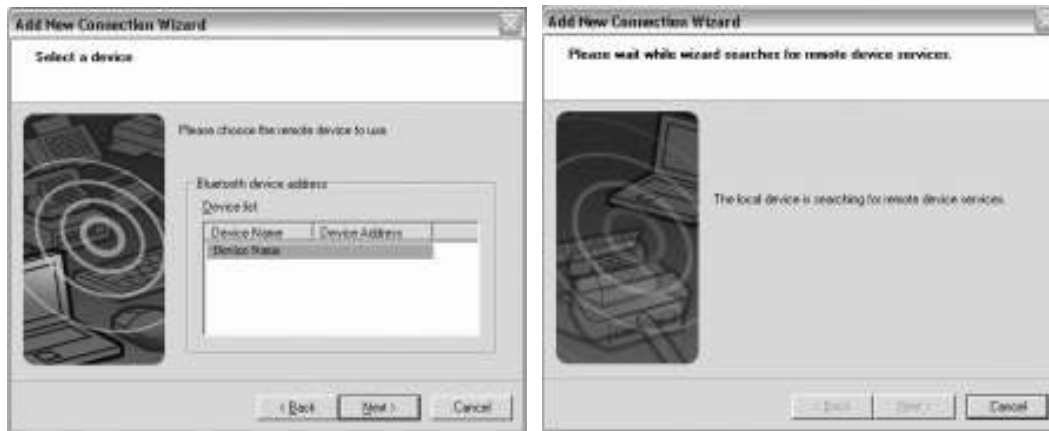 Add New Connection Wizard
Select a device
Please choose the remote device to use
Bluetooth device address
Device list
Device Name Device Address
Device Name
< Back Next > Cancel
Add New Connection Wizard
Please wait while wizard searches for remote device services.
The local device is searching for remote device services.
< Back Next > Cancel